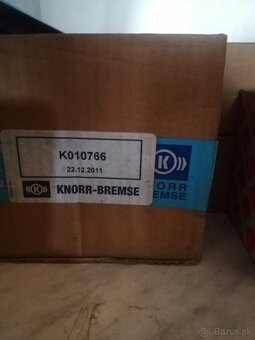 K010766
22.12.2011
KNORR-BREMSE
KNORR
BREMSE
Bazos.sk